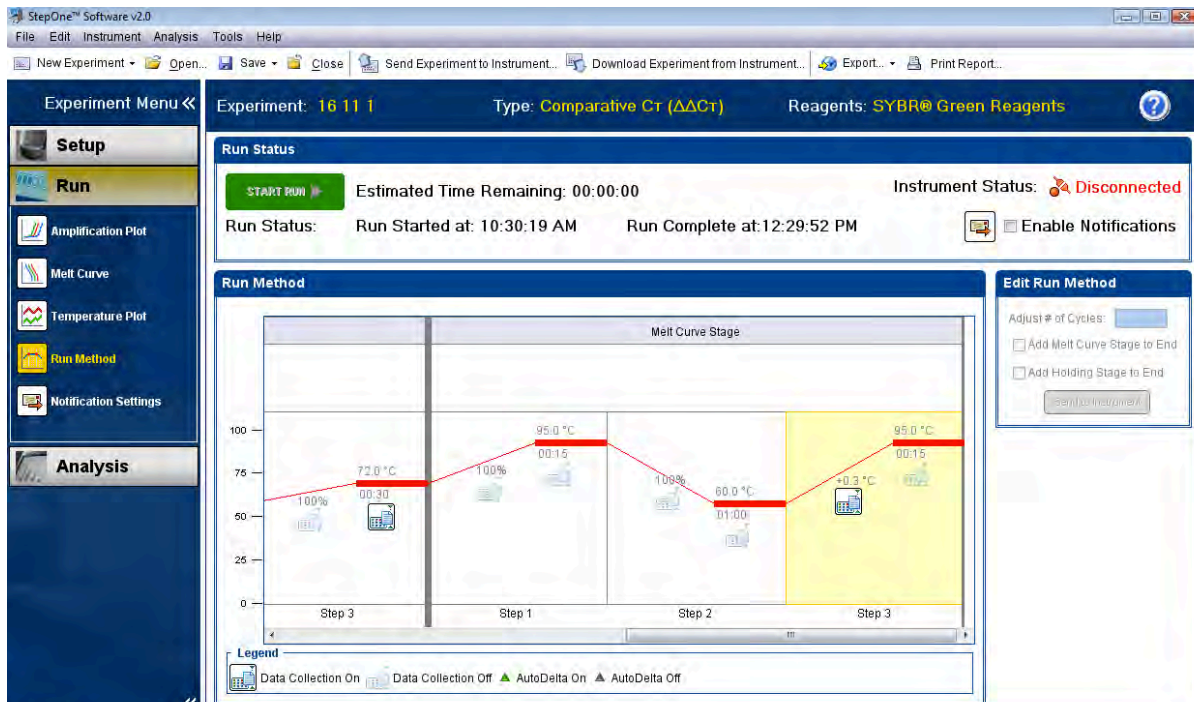 StepOne™ Software v2.0
File Edit Instrument Analysis Tools Help
New Experiment Open... Save Close Send Experiment to Instrument... Download Experiment from Instrument... Export... Print Report...
Experiment Menu «
Experiment: 16 11 1 Type: Comparative CT (ΔΔCT) Reagents: SYBR® Green Reagents
Setup
Run
Amplification Plot
Melt Curve
Temperature Plot
Run Method
Notification Settings
Analysis
Run Status
START RUN Estimated Time Remaining: 00:00:00 Instrument Status: Disconnected
Run Status: Run Started at: 10:30:19 AM Run Complete at:12:29:52 PM Enable Notifications
Run Method
Melt Curve Stage
100
75
50
25
0
100%
72.0 °C
00:30
100%
95.0 °C
00:15
100%
60.0 °C
01:00
+0.3 °C
95.0 °C
00:15
Step 3 Step 1 Step 2 Step 3
Legend
Data Collection On Data Collection Off AutoDelta On AutoDelta Off
Edit Run Method
Adjust # of Cycles:
Add Melt Curve Stage to End
Add Holding Stage to End
Send to Instrument